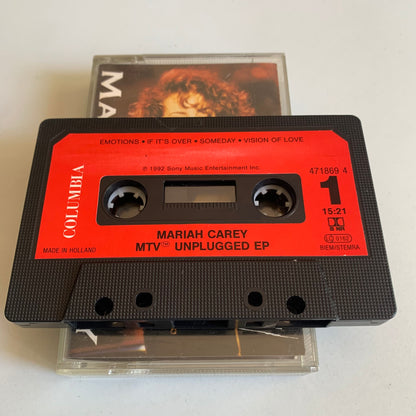 MA
EMOTIONS • IF IT'S OVER • SOMEDAY • VISION OF LOVE
℗ 1992 Sony Music Entertainment Inc.
471869 4
1
15:21
COLUMBIA
MADE IN HOLLAND
MARIAH CAREY
MTV™ UNPLUGGED EP
BIEM/STEMRA